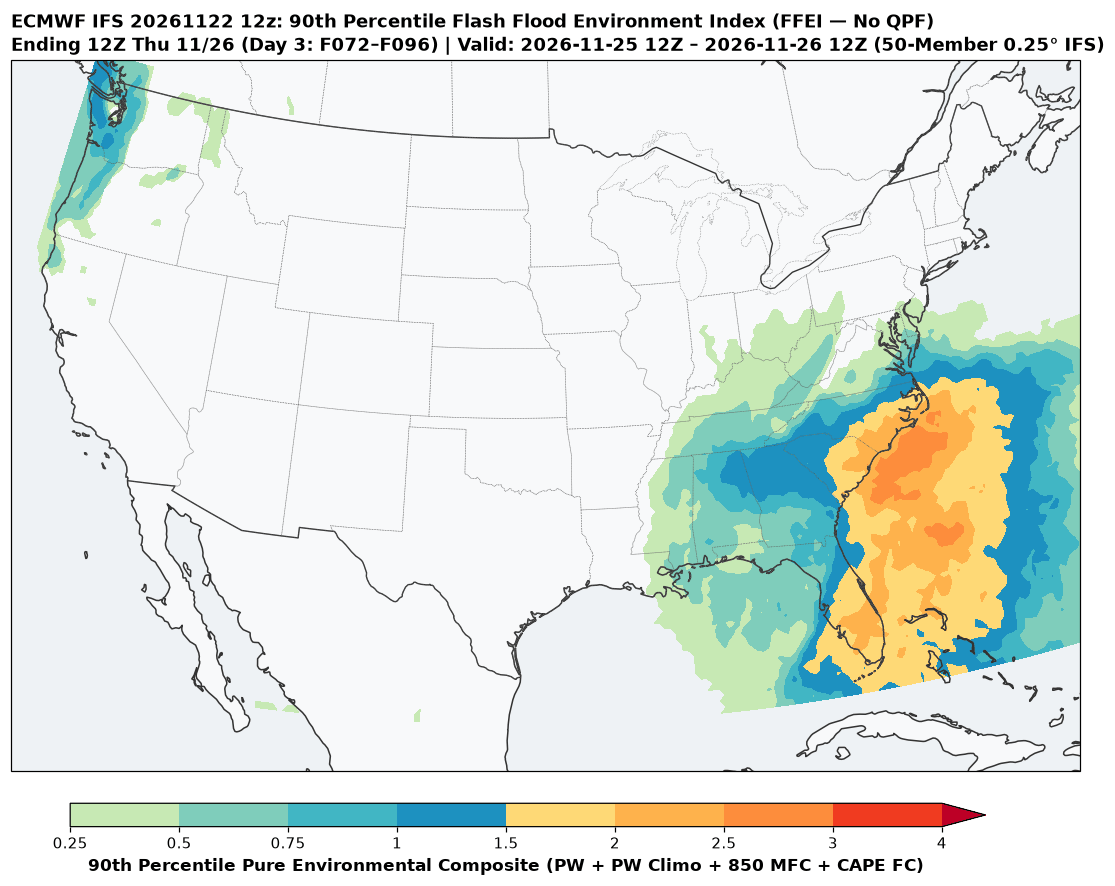 ECMWF IFS 20261122 12z: 90th Percentile Flash Flood Environment Index (FFEI — No QPF)
Ending 12Z Thu 11/26 (Day 3: F072–F096) | Valid: 2026-11-25 12Z – 2026-11-26 12Z (50-Member 0.25° IFS)
0.25 0.5 0.75 1 1.5 2 2.5 3 4
90th Percentile Pure Environmental Composite (PW + PW Climo + 850 MFC + CAPE FC)